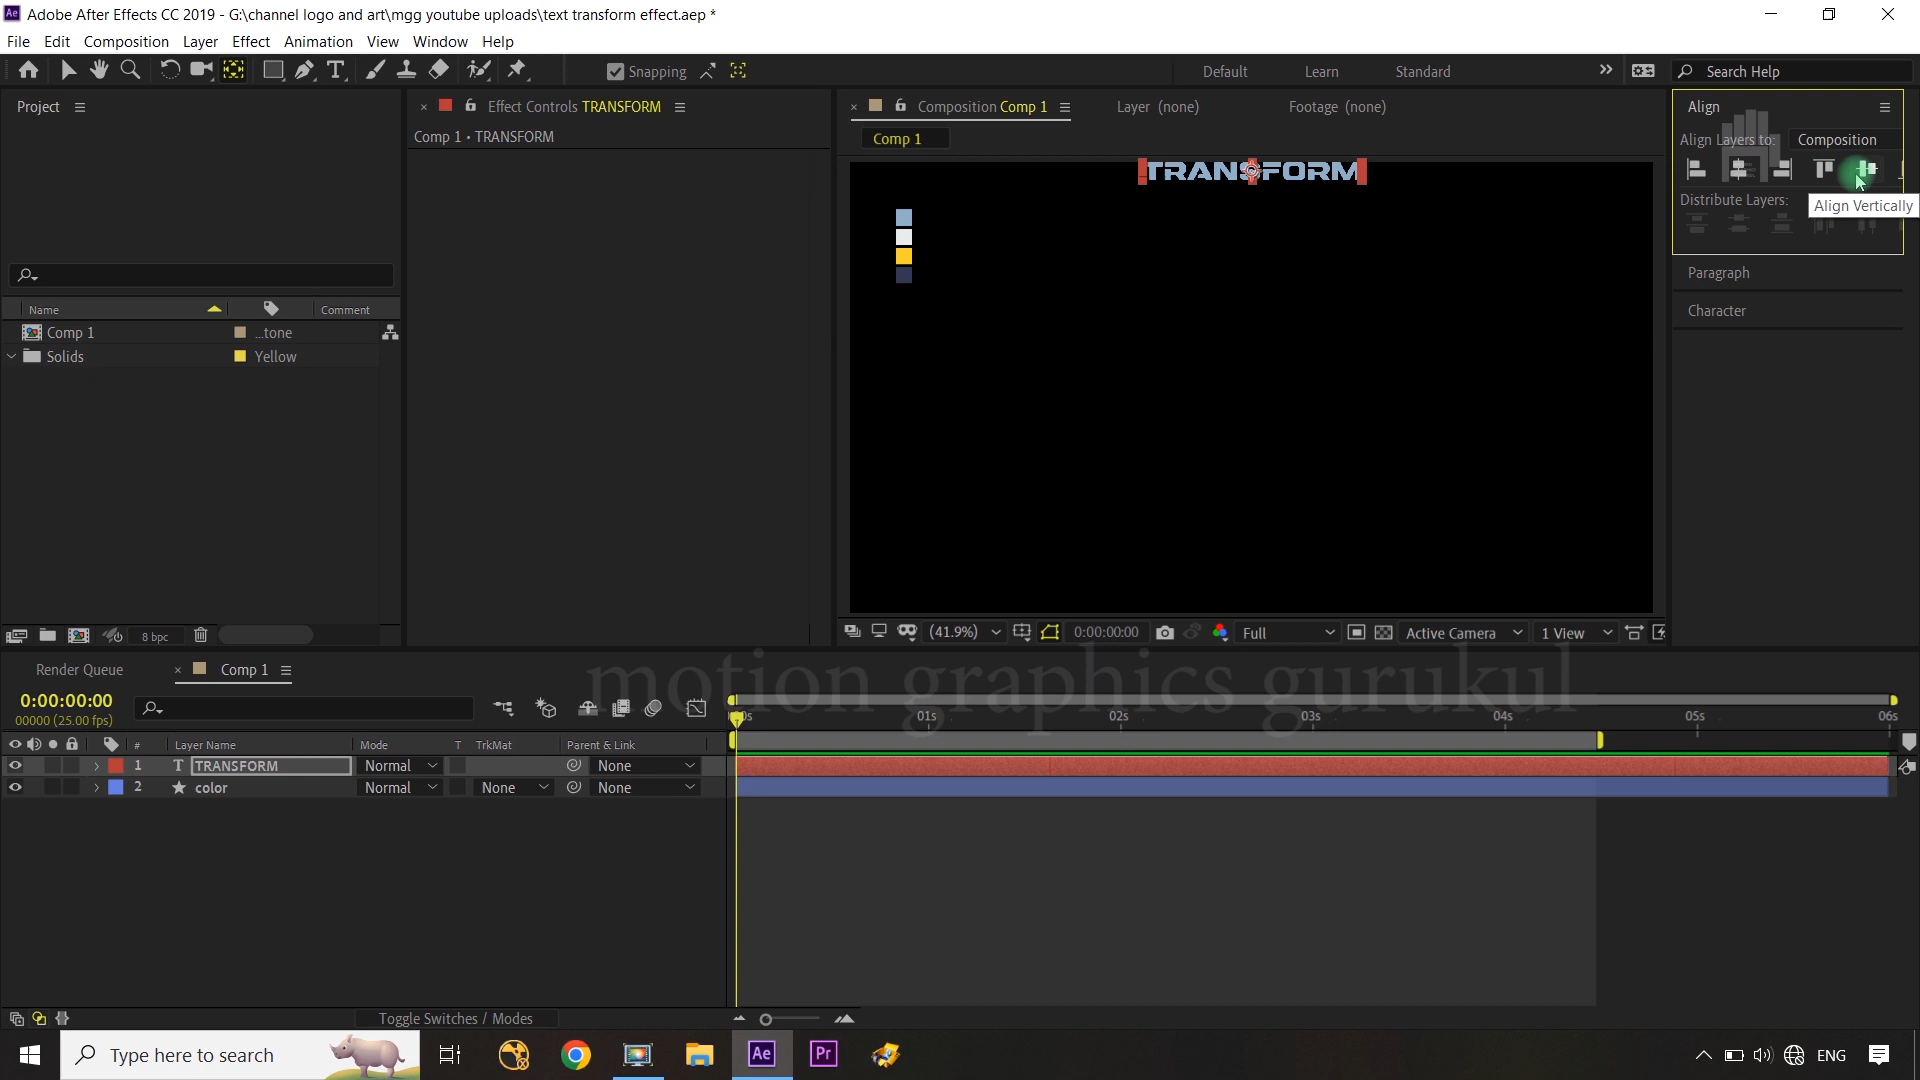 Adobe After Effects CC 2019 - G:\channel logo and art\mgg youtube uploads\text transform effect.aep *
File Edit Composition Layer Effect Animation View Window Help
Snapping
Default Learn Standard
Search Help
Project
Effect Controls TRANSFORM
Composition Comp 1
Layer (none)
Footage (none)
Align
Comp 1 • TRANSFORM
Comp 1
Align Layers to: Composition
TRANSFORM
Distribute Layers:
Align Vertically
Paragraph
Character
Name Comment
Comp 1 ...tone
Solids Yellow
8 bpc
(41.9%) 0:00:00:00 Full Active Camera 1 View
motion graphics gurukul
Render Queue
Comp 1
0:00:00:00
00000 (25.00 fps)
01s 02s 03s 04s 05s 06s
# Layer Name Mode T TrkMat Parent & Link
1 T TRANSFORM Normal None
2 color Normal None None
Toggle Switches / Modes
Type here to search
Ae Pr
ENG